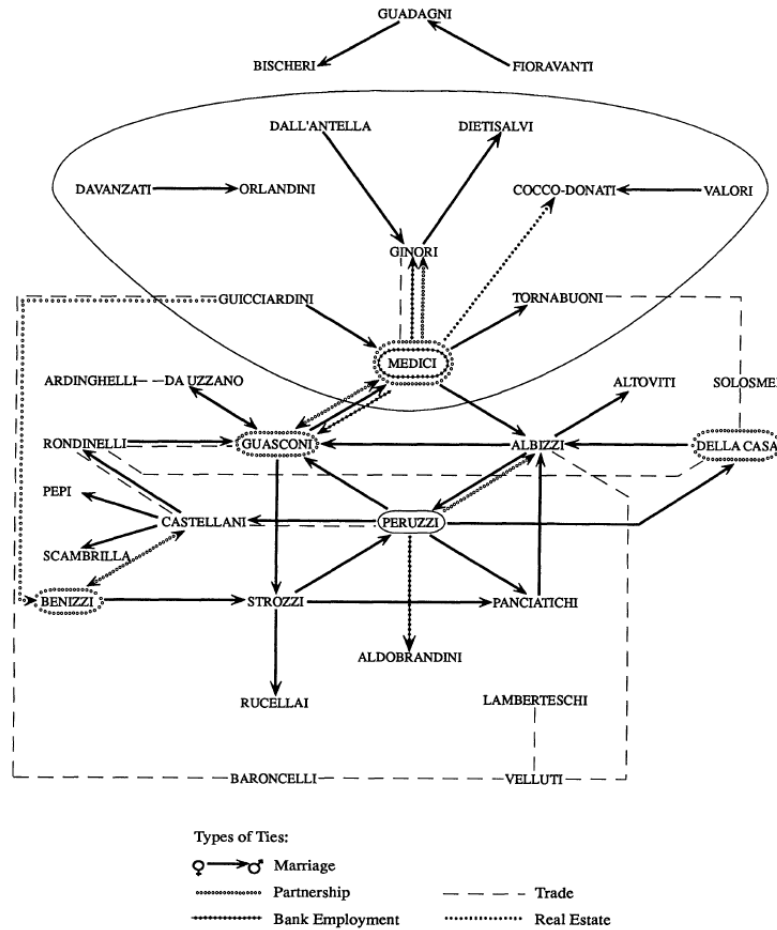 GUADAGNI
BISCHERI FIORAVANTI
DALL'ANTELLA DIETISALVI
DAVANZATI ORLANDINI COCCO-DONATI VALORI
GINORI
GUICCIARDINI TORNABUONI
MEDICI
ARDINGHELLI DA UZZANO ALTOVITI SOLOSMEI
RONDINELLI GUASCONI ALBIZZI DELLA CASA
PEPI
CASTELLANI PERUZZI
SCAMBRILLA
BENIZZI STROZZI PANCIATICHI
ALDOBRANDINI
RUCELLAI LAMBERTESCHI
BARONCELLI VELLUTI
Types of Ties:
♀ ♂ Marriage
Partnership Trade
Bank Employment Real Estate